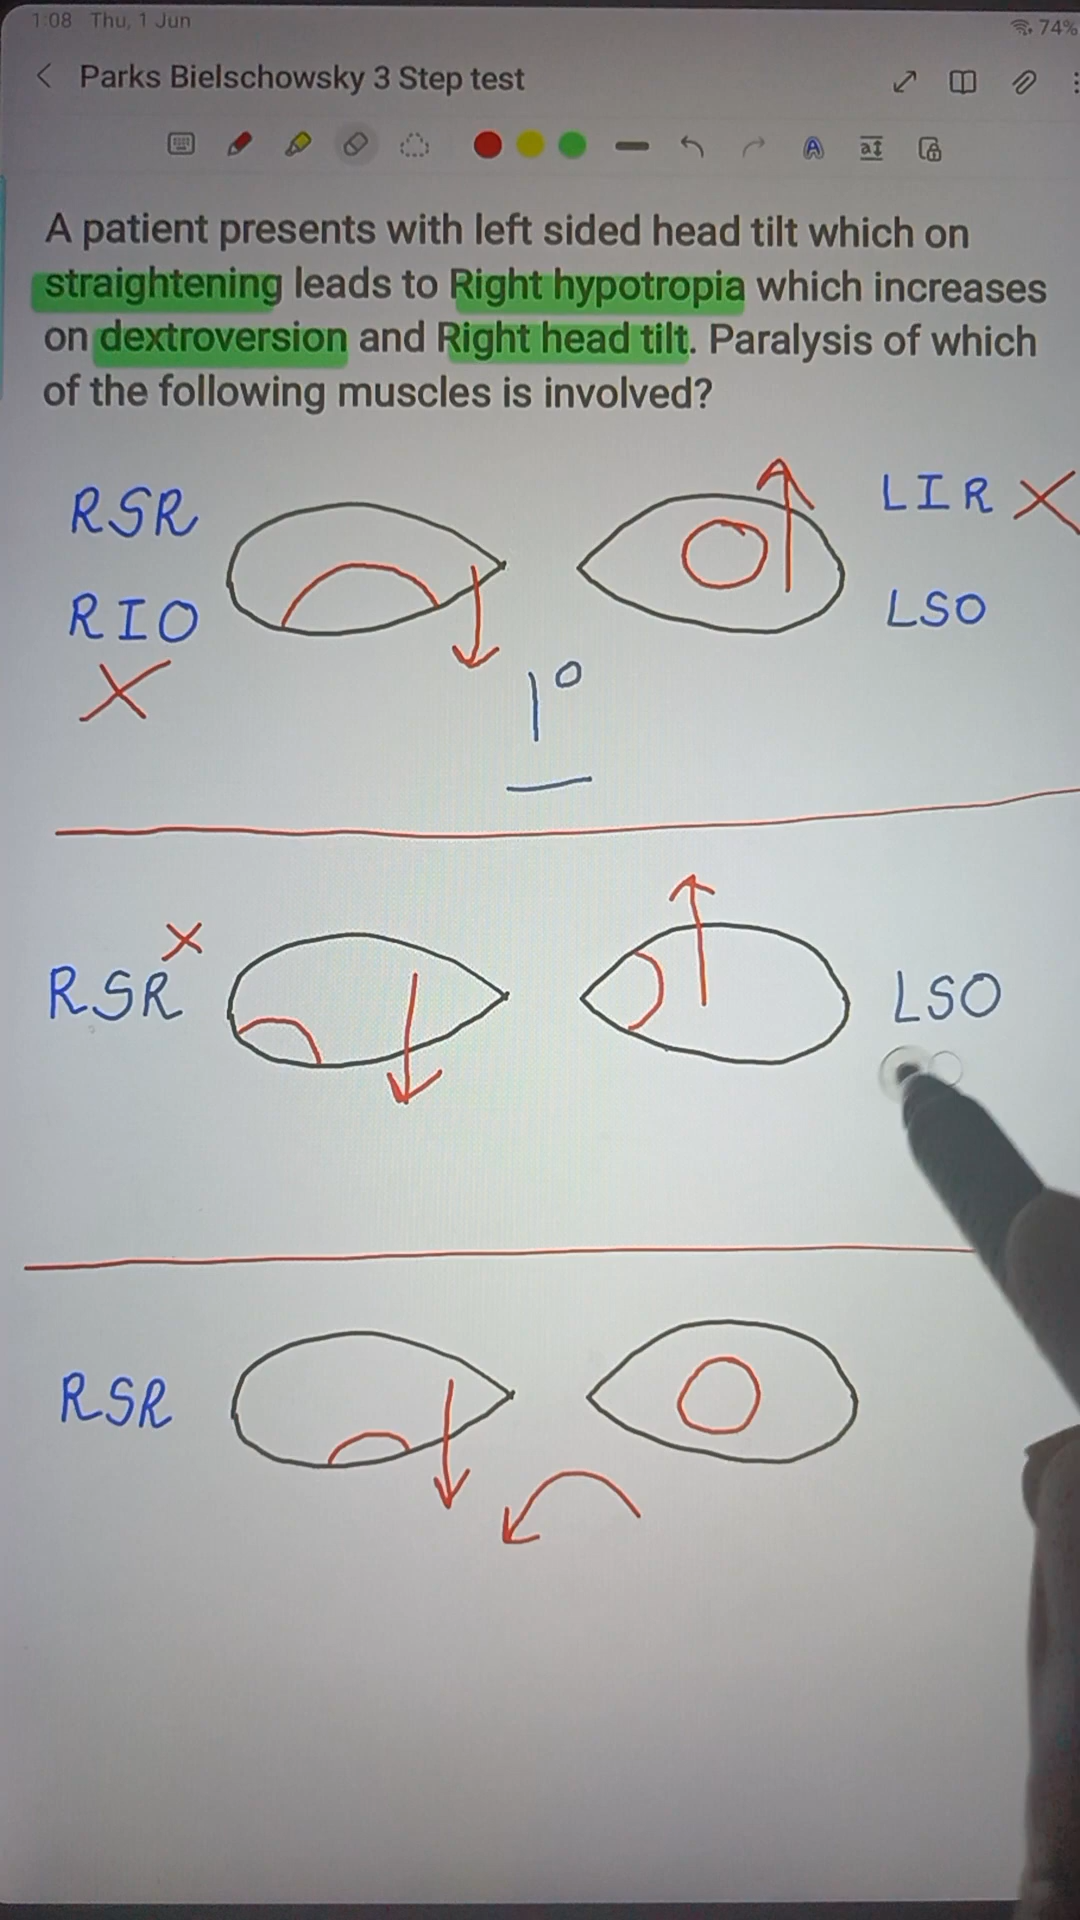 1:08 Thu, 1 Jun
74%
Parks Bielschowsky 3 Step test
A patient presents with left sided head tilt which on
straightening leads to Right hypotropia which increases
on dextroversion and Right head tilt. Paralysis of which
of the following muscles is involved?
RSR
LIR X
RIO
LSO
X
1°
X
RSR
LSO
RSR